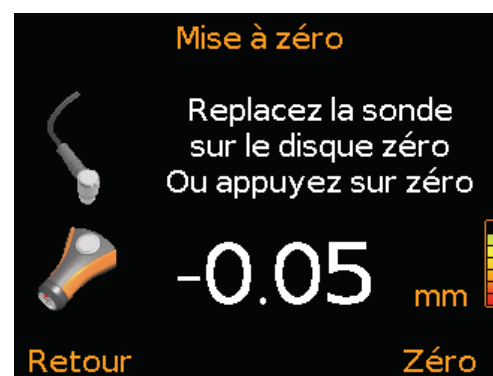 Mise à zéro
Replacez la sonde
sur le disque zéro
Ou appuyez sur zéro
-0.05 mm
Retour Zéro